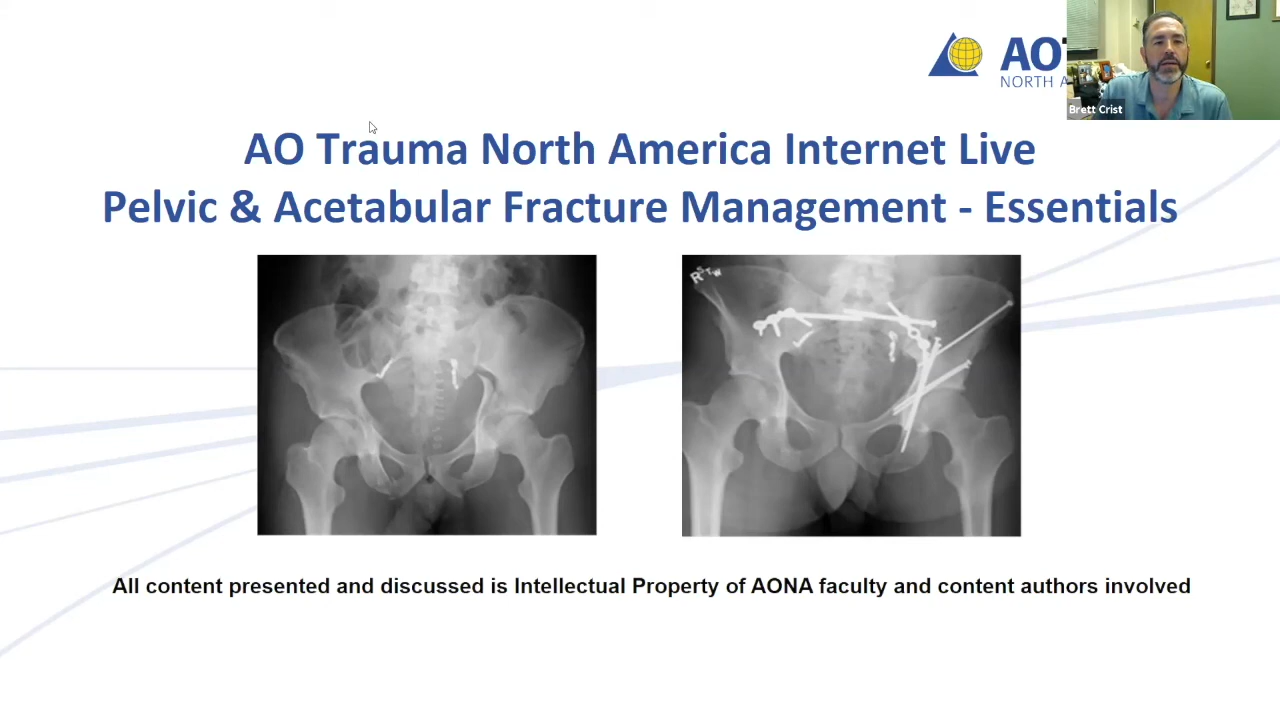 AO
NORTH A
Brett Crist
AO Trauma North America Internet Live
Pelvic & Acetabular Fracture Management - Essentials
All content presented and discussed is Intellectual Property of AONA faculty and content authors involved